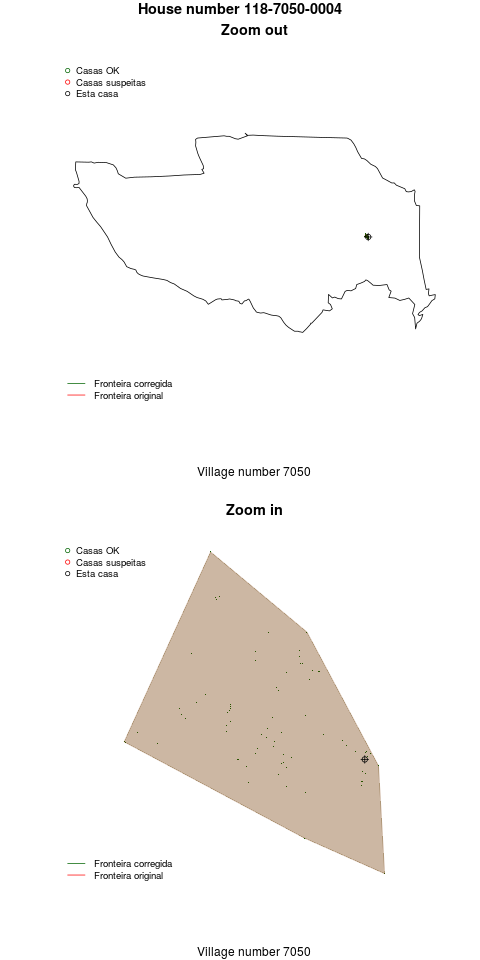 House number 118-7050-0004
Zoom out
Casas OK
Casas suspeitas
Esta casa
Fronteira corregida
Fronteira original
Village number 7050
Zoom in
Casas OK
Casas suspeitas
Esta casa
Fronteira corregida
Fronteira original
Village number 7050